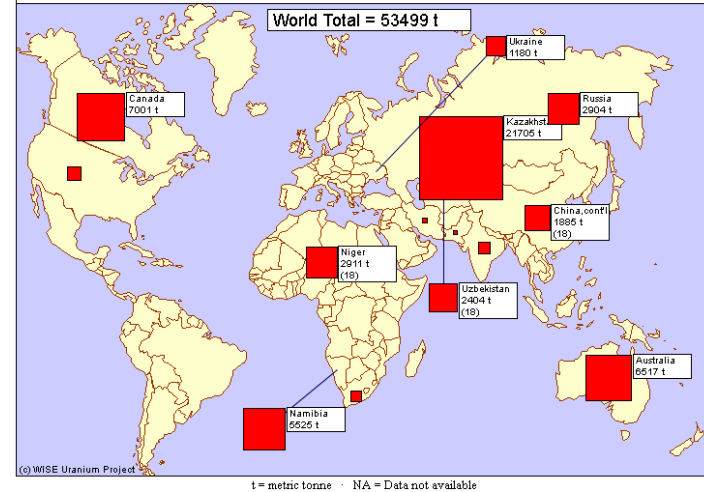 World Total = 53499 t
Ukraine
1180 t
Canada
7001 t
Russia
2904 t
Kazakhst
21705 t
China,cont'l
1885 t
(18)
Niger
2911 t
(18)
Uzbekistan
2404 t
(18)
Australia
6517 t
Namibia
5525 t
(c) WISE Uranium Project
t = metric tonne · NA = Data not available